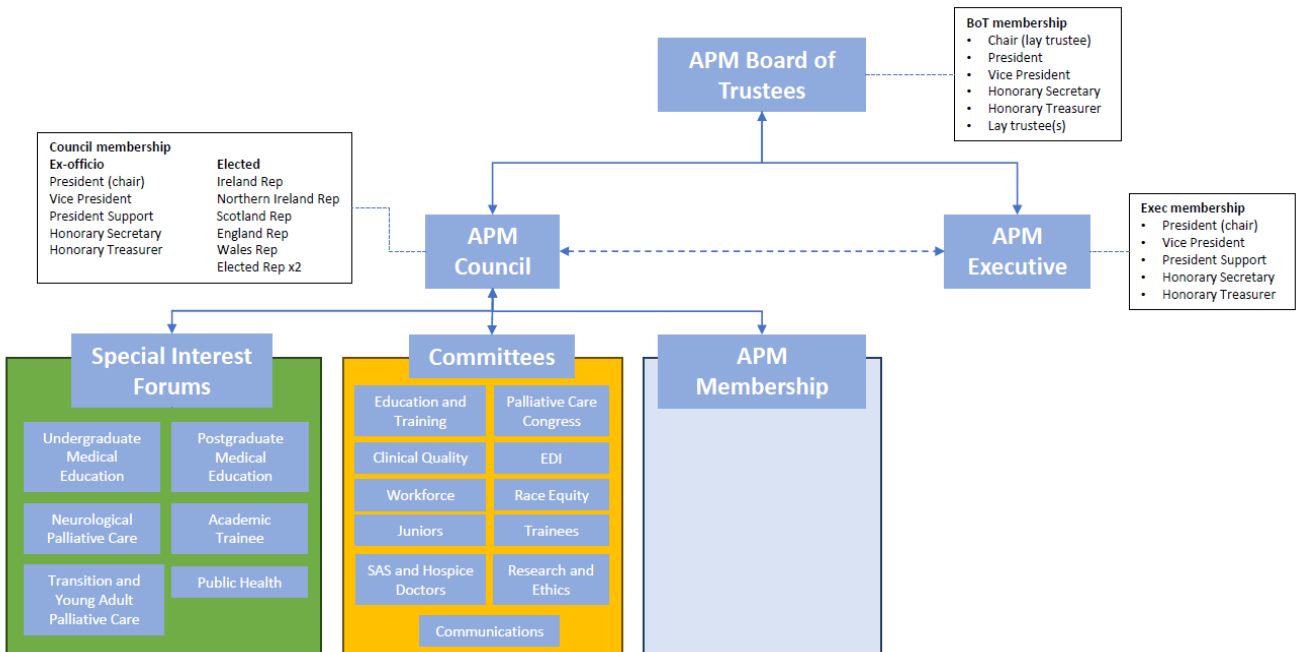 APM Board of
Trustees
BoT membership
• Chair (lay trustee)
• President
• Vice President
• Honorary Secretary
• Honorary Treasurer
• Lay trustee(s)
Council membership
Ex-officio Elected
President (chair) Ireland Rep
Vice President Northern Ireland Rep
President Support Scotland Rep
Honorary Secretary England Rep
Honorary Treasurer Wales Rep
Elected Rep x2
APM
Council
APM
Executive
Exec membership
• President (chair)
• Vice President
• President Support
• Honorary Secretary
• Honorary Treasurer
Special Interest
Forums
Undergraduate
Medical
Education
Postgraduate
Medical
Education
Neurological
Palliative Care
Academic
Trainee
Transition and
Young Adult
Palliative Care
Public Health
Committees
Education and
Training
Palliative Care
Congress
Clinical Quality
EDI
Workforce
Race Equity
Juniors
Trainees
SAS and Hospice
Doctors
Research and
Ethics
Communications
APM
Membership